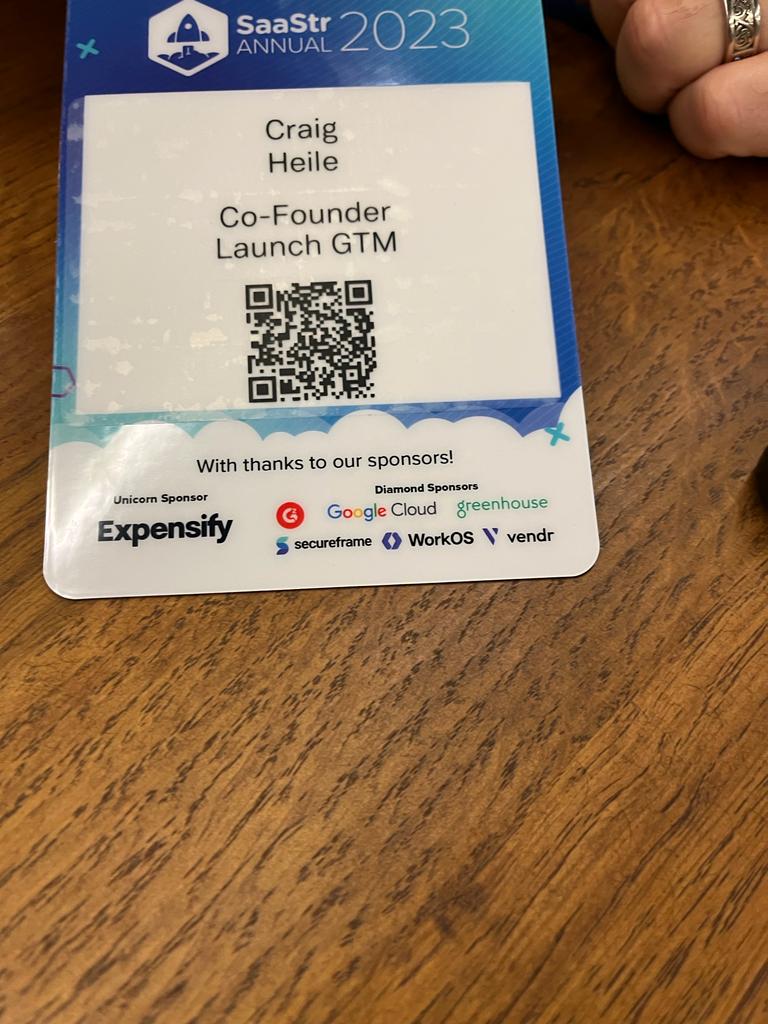 SaaStr
ANNUAL 2023
Craig
Heile
Co-Founder
Launch GTM
With thanks to our sponsors!
Unicorn Sponsor
Expensify
Diamond Sponsors
G2 Google Cloud greenhouse
secureframe WorkOS vendr